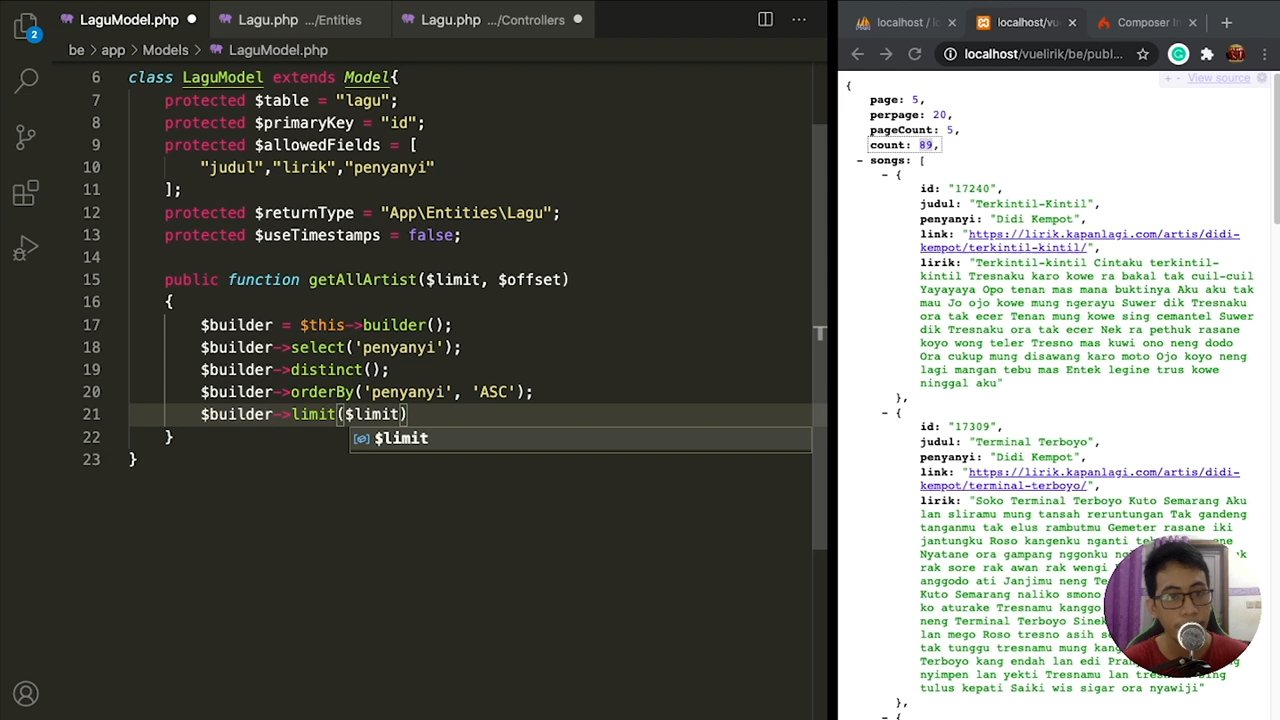 LaguModel.php
Lagu.php .../Entities
Lagu.php .../Controllers
be > app > Models > LaguModel.php
2
6 class LaguModel extends Model{
7 protected $table = "lagu";
8 protected $primaryKey = "id";
9 protected $allowedFields = [
10 "judul","lirik","penyanyi"
11 ];
12 protected $returnType = "App\Entities\Lagu";
13 protected $useTimestamps = false;
14
15 public function getAllArtist($limit, $offset)
16 {
17 $builder = $this->builder();
18 $builder->select('penyanyi');
19 $builder->distinct();
20 $builder->orderBy('penyanyi', 'ASC');
21 $builder->limit($limit)
$limit
22 }
23 }
localhost / lo
localhost/vue
Composer In
localhost/vuelirik/be/publ...
+ - View source
{
page: 5,
perpage: 20,
pageCount: 5,
count: 89,
- songs: [
- {
id: "17240",
judul: "Terkintil-Kintil",
penyanyi: "Didi Kempot",
link: "https://lirik.kapanlagi.com/artis/didi-
kempot/terkintil-kintil/",
lirik: "Terkintil-kintil Cintaku terkintil-
kintil Tresnaku karo kowe ra bakal tak cuil-cuil
Yayayaya Opo tenan mas mana buktinya Aku aku tak
mau Jo ojo kowe mung ngerayu Suwer dik Tresnaku
ora tak ecer Tenan mung kowe sing cemantel Suwer
dik Tresnaku ora tak ecer Nek ra pethuk rasane
koyo wong teler Tresno mas kuwi ono neng dodo
Ora cukup mung disawang karo moto Ojo koyo neng
lagi mangan tebu mas Entek legine trus kowe
ninggal aku"
},
- {
id: "17309",
judul: "Terminal Terboyo",
penyanyi: "Didi Kempot",
link: "https://lirik.kapanlagi.com/artis/didi-
kempot/terminal-terboyo/",
lirik: "Soko Terminal Terboyo Kuto Semarang Aku
lan sliramu mung tansah reruntungan Tak gandeng
tanganmu tak elus rambutmu Gemeter rasane iki
jantungku Roso kangenku nganti
Nyatane ora gampang nggonku
rak sore rak awan rak wengi
anggodo ati Janjimu neng
Kuto Semarang naliko smono
ko aturake Tresnamu kanggo
neng Terminal Terboyo
lan mego Roso tresno asih
tak tunggu tresnamu mung
Terboyo kang endah lan edi
nyimpen lan yekti Tresnamu lan
tulus kepati Saiki wis sigar ora nyawiji"
},
- {